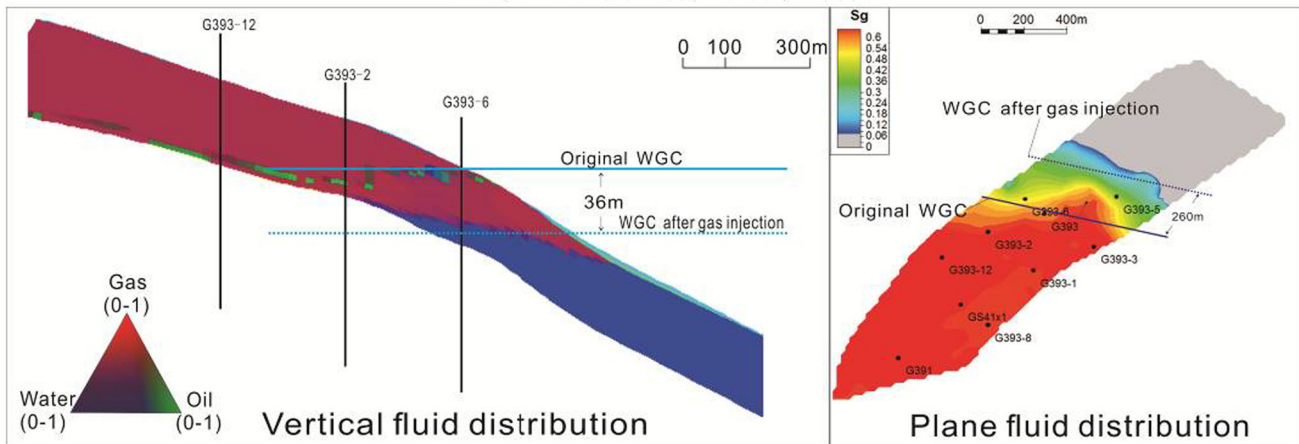 G393-12
G393-2
G393-6
0 100 300m
Original WGC
36m
WGC after gas injection
Gas
(0-1)
Water
(0-1)
Oil
(0-1)
Vertical fluid distribution
Sg
0.6
0.54
0.48
0.42
0.36
0.3
0.24
0.18
0.12
0.06
0
0 200 400m
WGC after gas injection
Original WGC
260m
G393-6
G393-5
G393
G393-2
G393-3
G393-12
G393-1
GS41x1
G393-8
G391
Plane fluid distribution